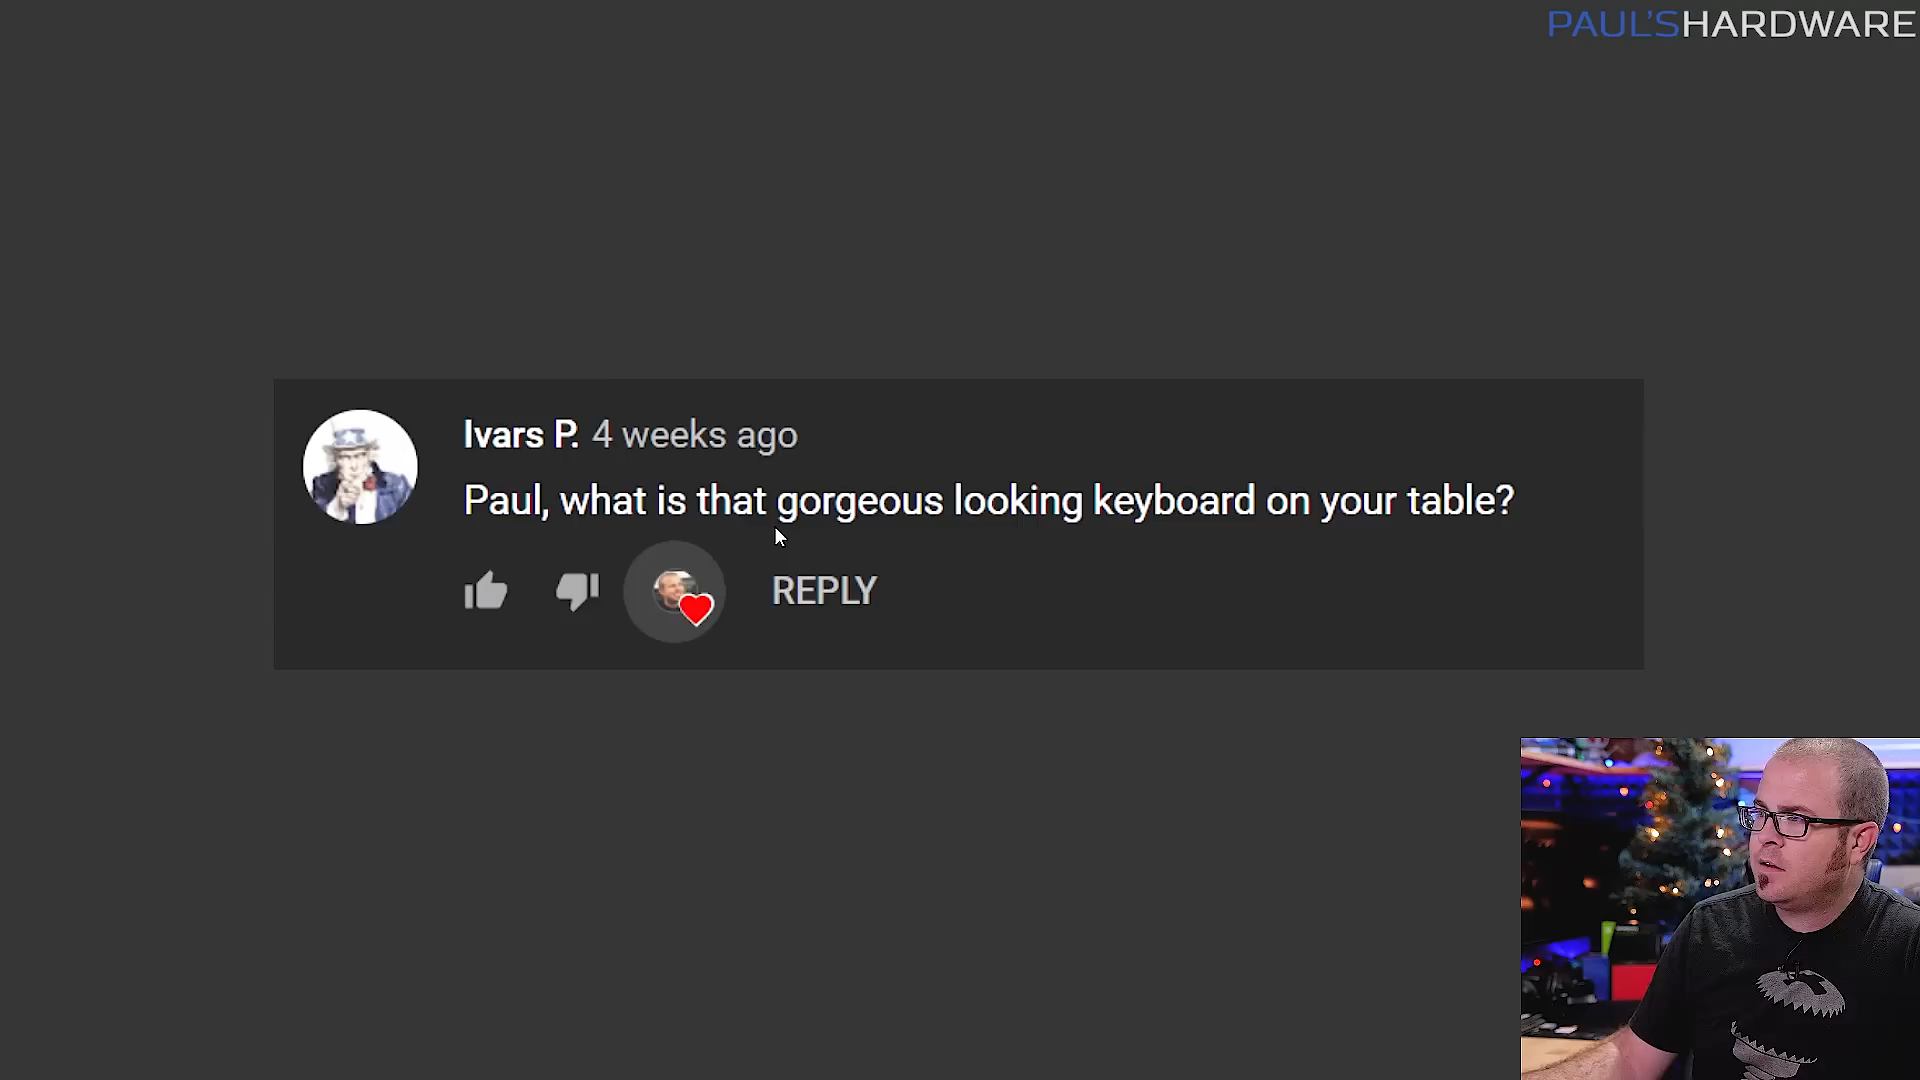 PAUL'SHARDWARE
Ivars P. 4 weeks ago
Paul, what is that gorgeous looking keyboard on your table?
REPLY